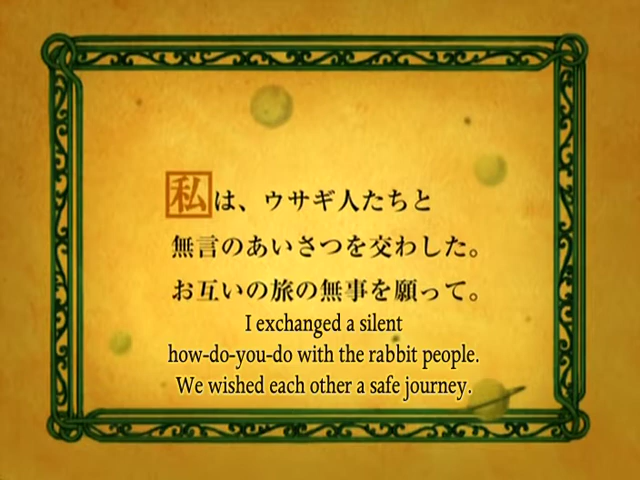 私は、ウサギ人たちと
無言のあいさつを交わした。
お互いの旅の無事を願って。
I exchanged a silent
how-do-you-do with the rabbit people.
We wished each other a safe journey.